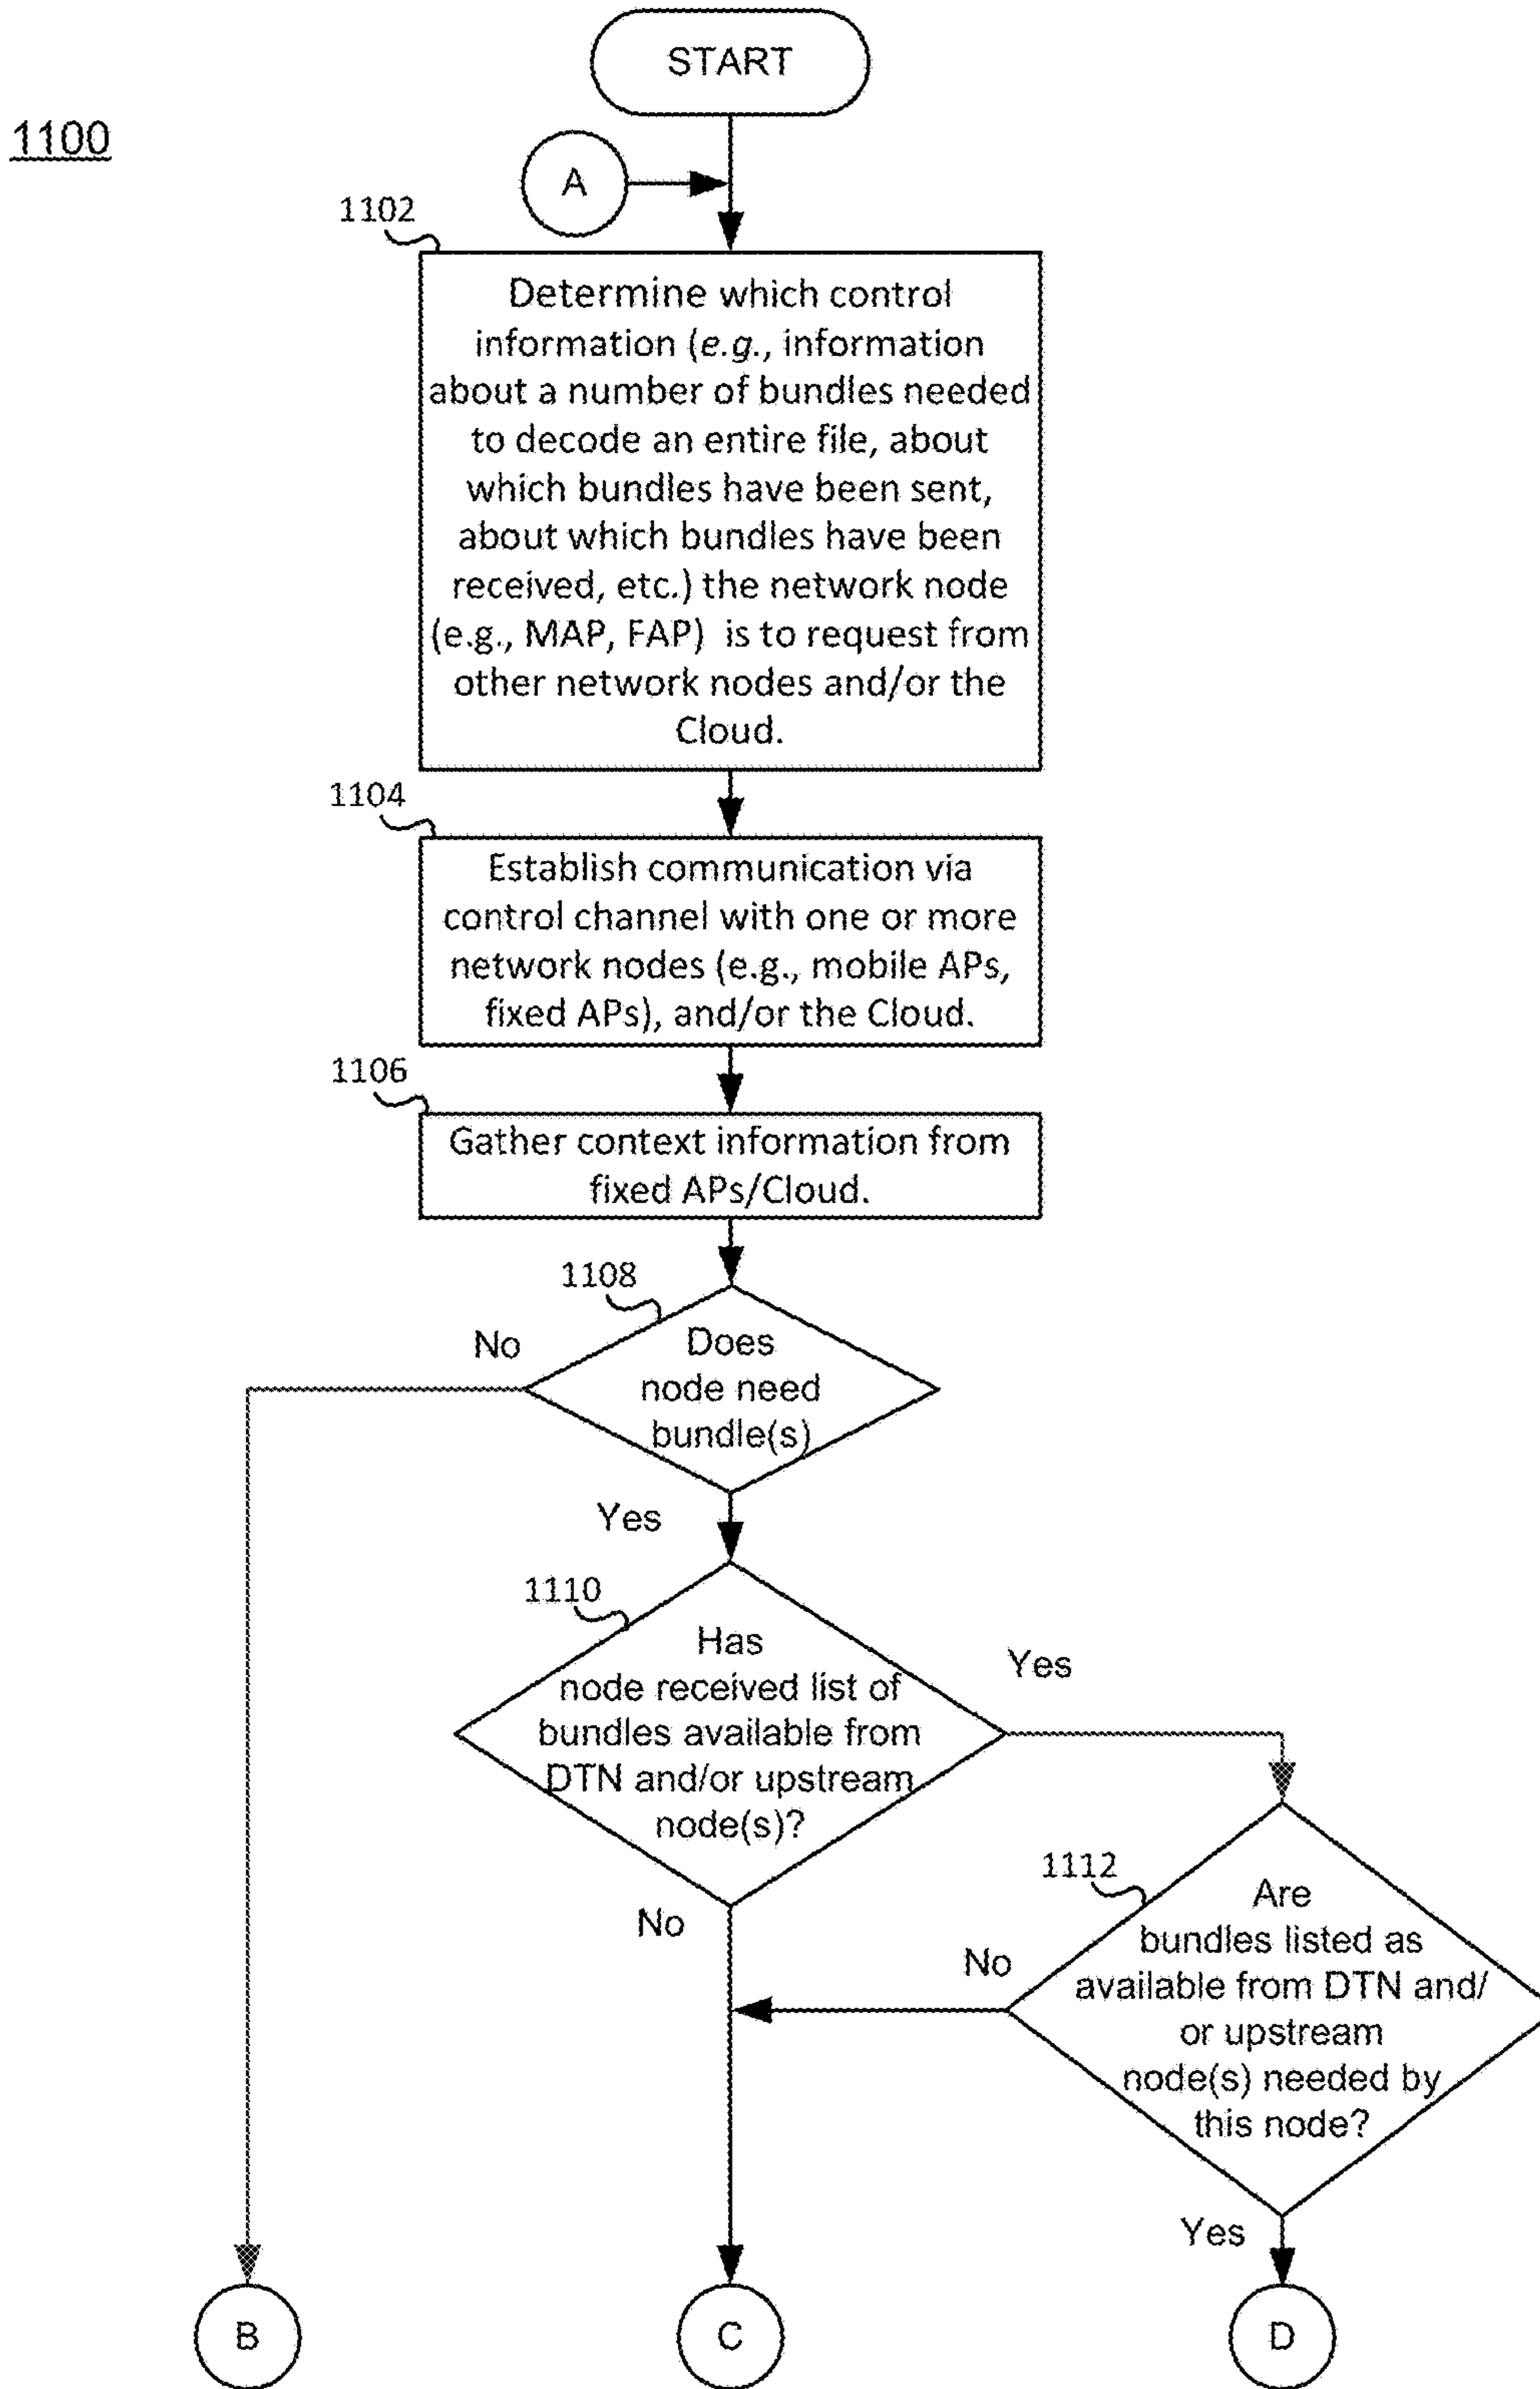 START
1100
A
1102
Determine which control
information (e.g., information
about a number of bundles needed
to decode an entire file, about
which bundles have been sent,
about which bundles have been
received, etc.) the network node
(e.g., MAP, FAP) is to request from
other network nodes and/or the
Cloud.
1104
Establish communication via
control channel with one or more
network nodes (e.g., mobile APs,
fixed APs), and/or the Cloud.
1106
Gather context information from
fixed APs/Cloud.
1108
No
Does
node need
bundle(s)
Yes
1110
Has
node received list of
bundles available from
DTN and/or upstream
node(s)?
Yes
No
1112
Are
bundles listed as
available from DTN and/
or upstream
node(s) needed by
this node?
No
Yes
B
C
D